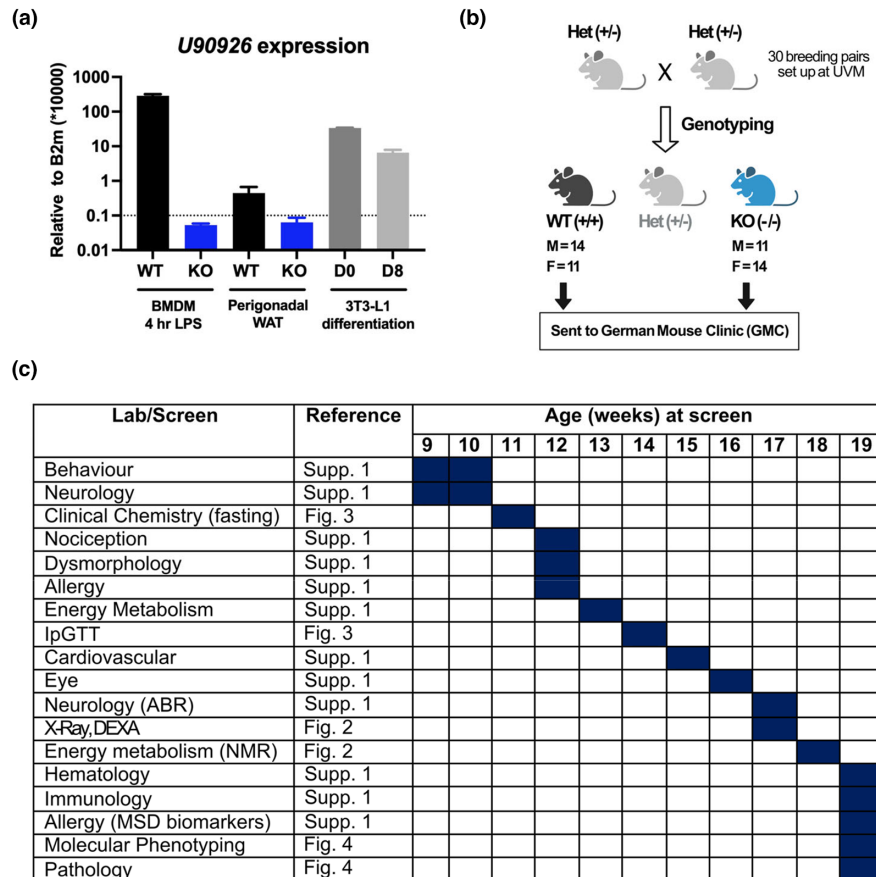 (a)
U90926 expression
Relative to B2m (*10000)
1000
100
10
1
0.1
0.01
WT KO WT KO D0 D8
BMDM
4 hr LPS
Perigonadal
WAT
3T3-L1
differentiation
(b)
Het (+/-) Het (+/-)
X
30 breeding pairs
set up at UVM
Genotyping
WT (+/+) Het (+/-) KO (-/-)
M = 14 M = 11
F = 11 F = 14
Sent to German Mouse Clinic (GMC)
(c)
Lab/Screen Reference Age (weeks) at screen
9 10 11 12 13 14 15 16 17 18 19
Behaviour Supp. 1
Neurology Supp. 1
Clinical Chemistry (fasting) Fig. 3
Nociception Supp. 1
Dysmorphology Supp. 1
Allergy Supp. 1
Energy Metabolism Supp. 1
IpGTT Fig. 3
Cardiovascular Supp. 1
Eye Supp. 1
Neurology (ABR) Supp. 1
X-Ray, DEXA Fig. 2
Energy metabolism (NMR) Fig. 2
Hematology Supp. 1
Immunology Supp. 1
Allergy (MSD biomarkers) Supp. 1
Molecular Phenotyping Fig. 4
Pathology Fig. 4